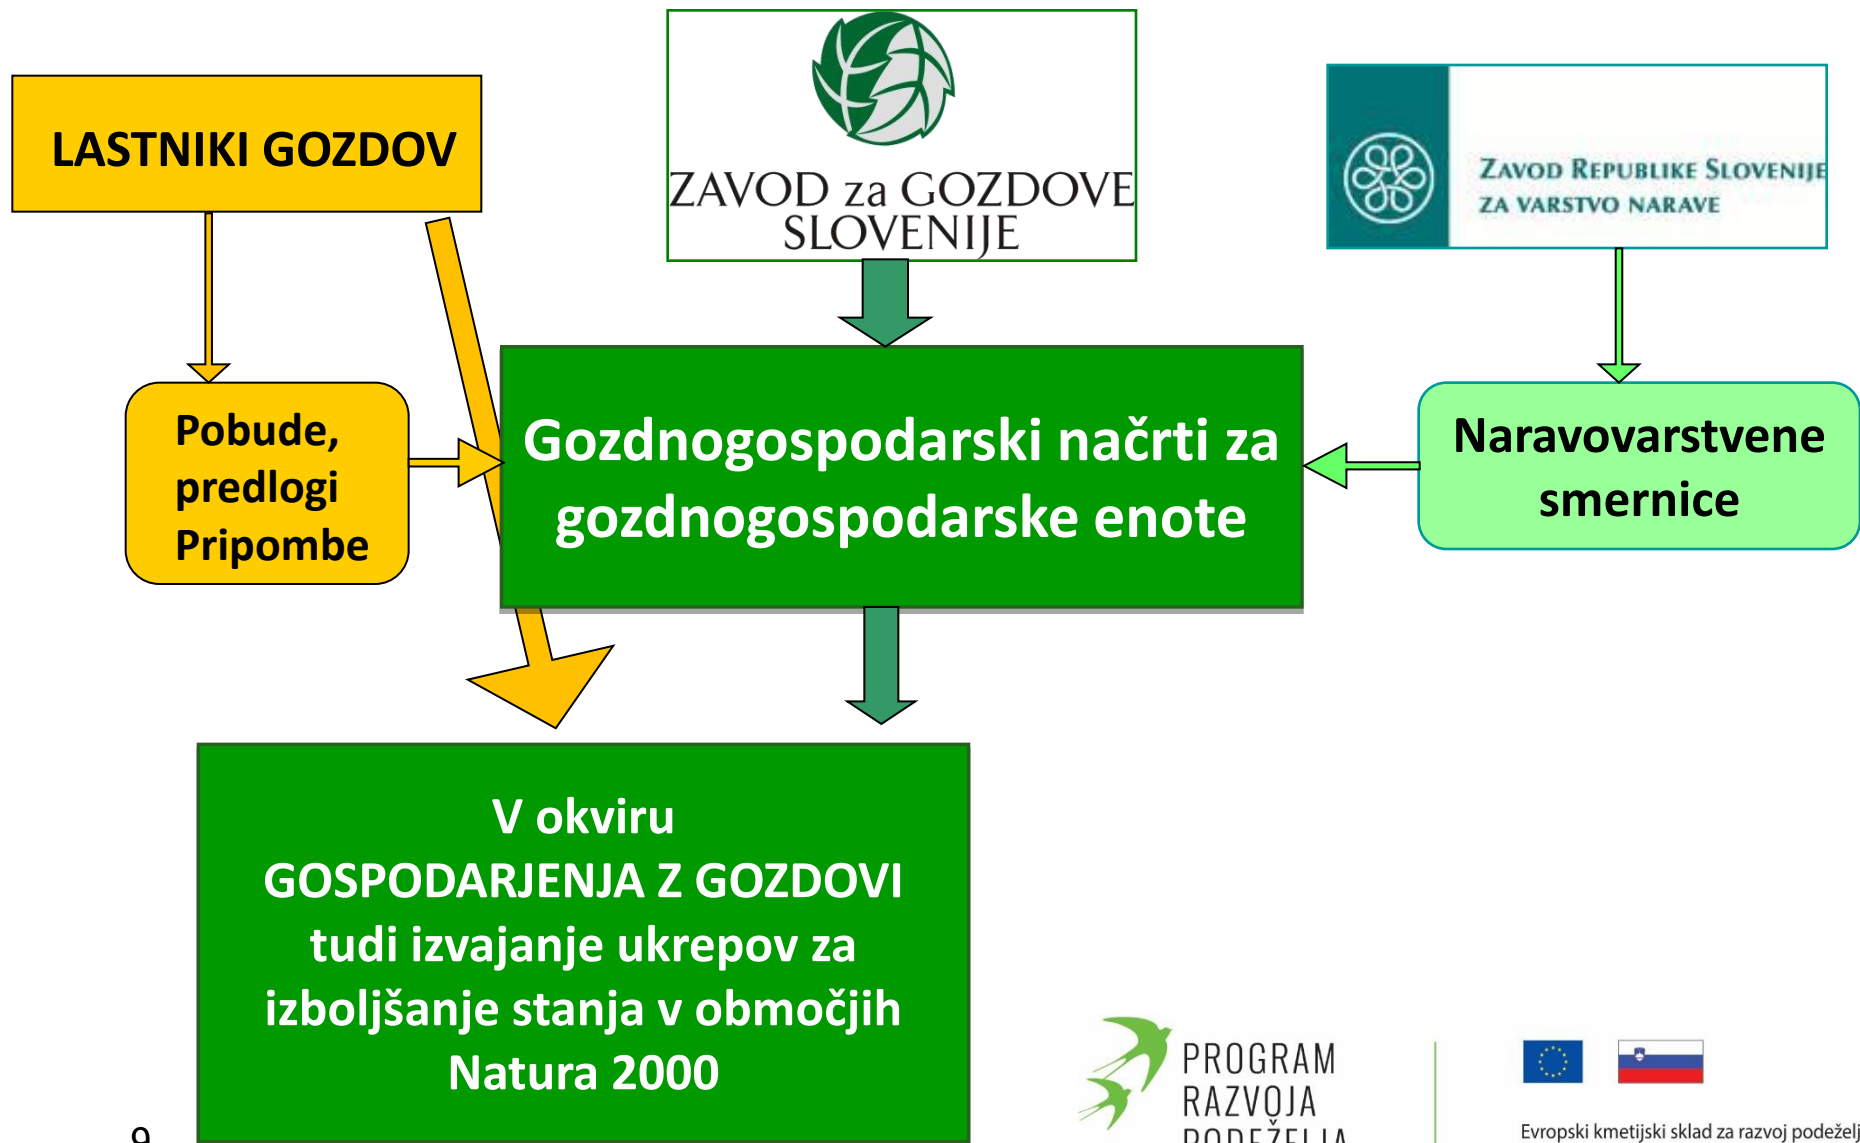 LASTNIKI GOZDOV
ZAVOD za GOZDOVE
SLOVENIJE
ZAVOD REPUBLIKE SLOVENIJE
ZA VARSTVO NARAVE
Pobude,
predlogi
Pripombe
Gozdnogospodarski načrti za
gozdnogospodarske enote
Naravovarstvene
smernice
V okviru
GOSPODARJENJA Z GOZDOVI
tudi izvajanje ukrepov za
izboljšanje stanja v območjih
Natura 2000
PROGRAM
RAZVOJA
PODEŽELJA
Evropski kmetijski sklad za razvoj podeželj
9